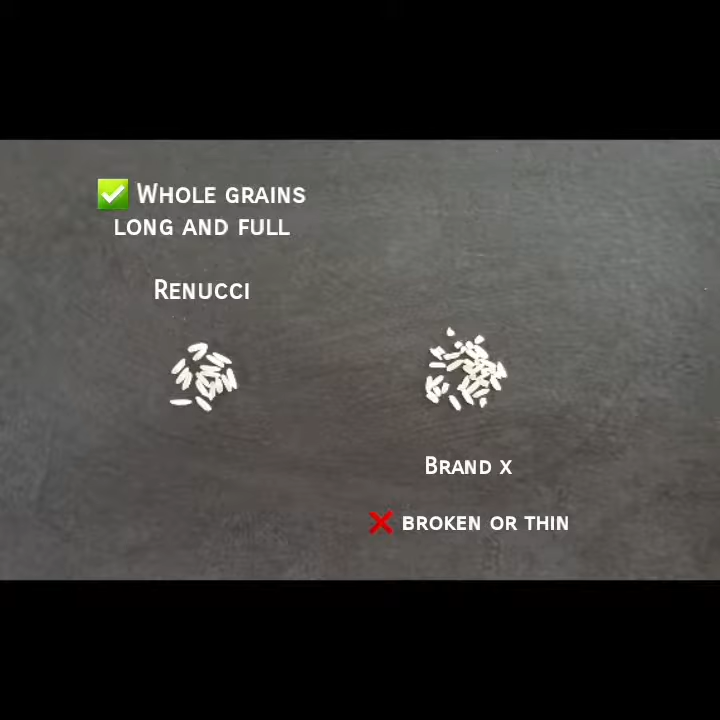 ✅ WHOLE GRAINS
LONG AND FULL
RENUCCI
BRAND X
❌ BROKEN OR THIN